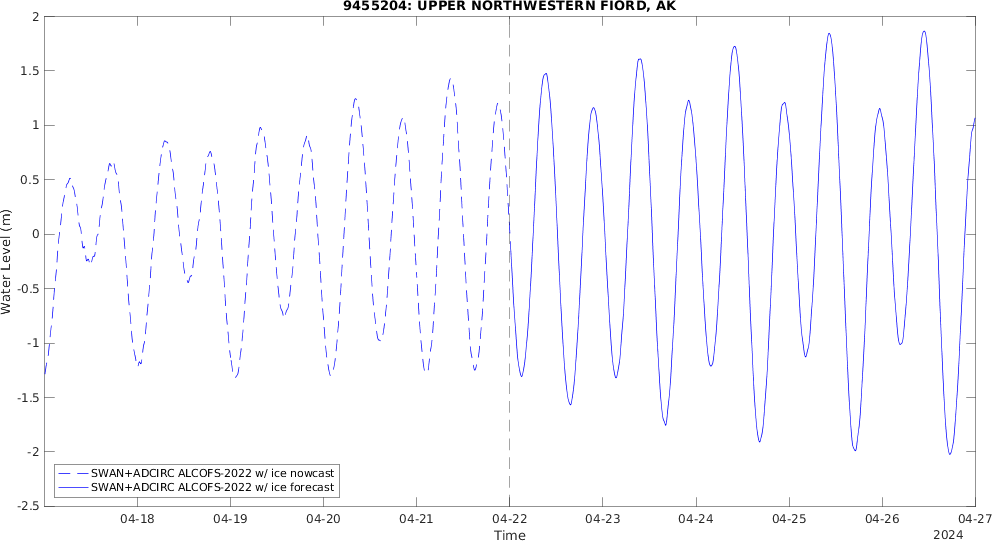 9455204: UPPER NORTHWESTERN FIORD, AK
2
1.5
1
0.5
0
-0.5
-1
-1.5
-2
-2.5
Water Level (m)
SWAN+ADCIRC ALCOFS-2022 w/ ice nowcast
SWAN+ADCIRC ALCOFS-2022 w/ ice forecast
04-18 04-19 04-20 04-21 04-22 04-23 04-24 04-25 04-26 04-27
Time
2024